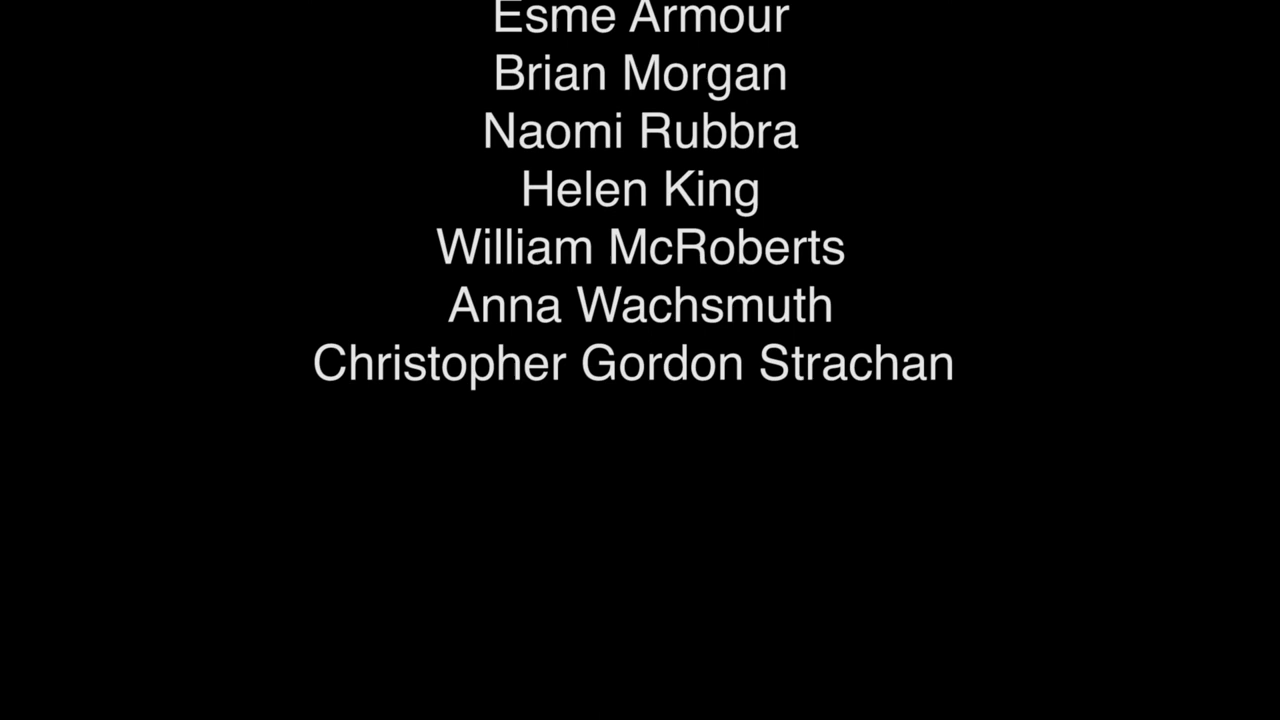 Esme Armour
Brian Morgan
Naomi Rubbra
Helen King
William McRoberts
Anna Wachsmuth
Christopher Gordon Strachan